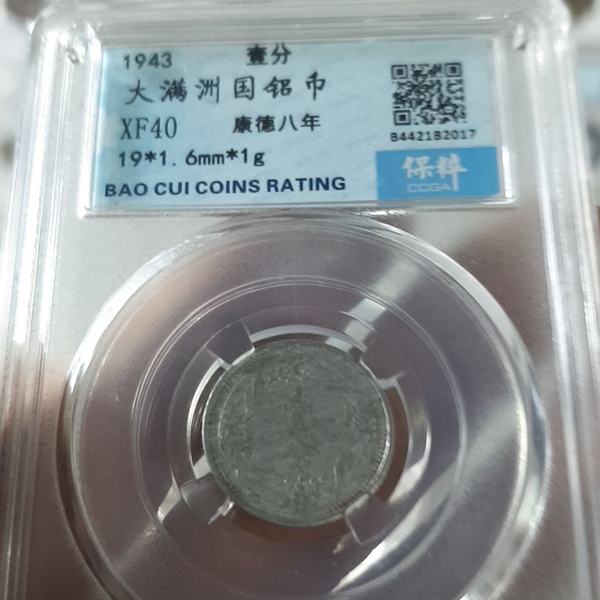 1943 壹分
大满洲国铝币
XF40 康德八年
B4421B2017
19*1.6mm*1g
保粹
CCGA
BAO CUI COINS RATING